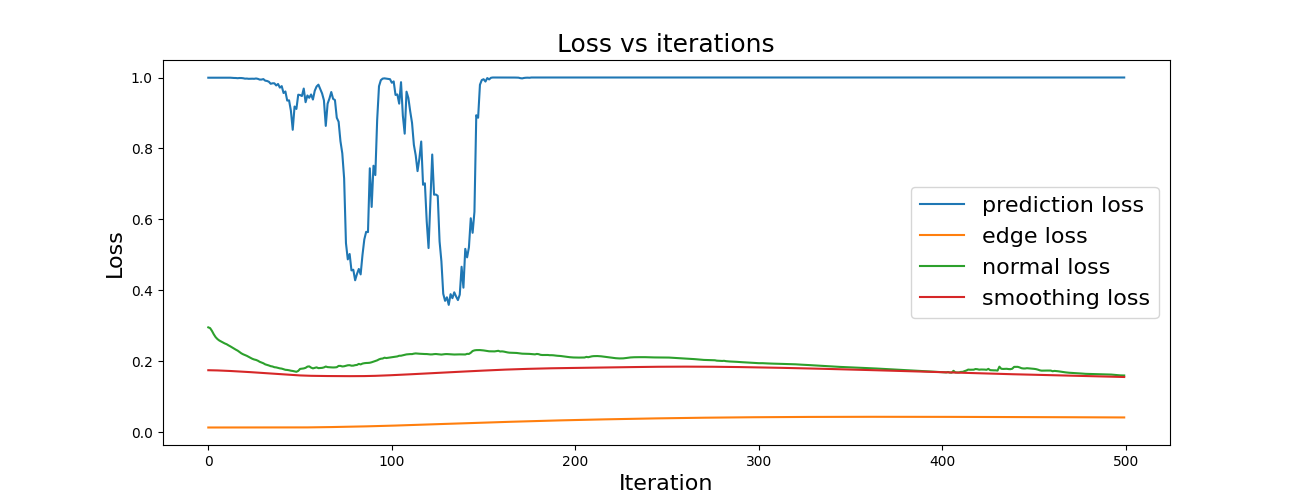 Loss vs iterations
Loss
1.0
0.8
0.6
0.4
0.2
0.0
prediction loss
edge loss
normal loss
smoothing loss
0 100 200 300 400 500
Iteration